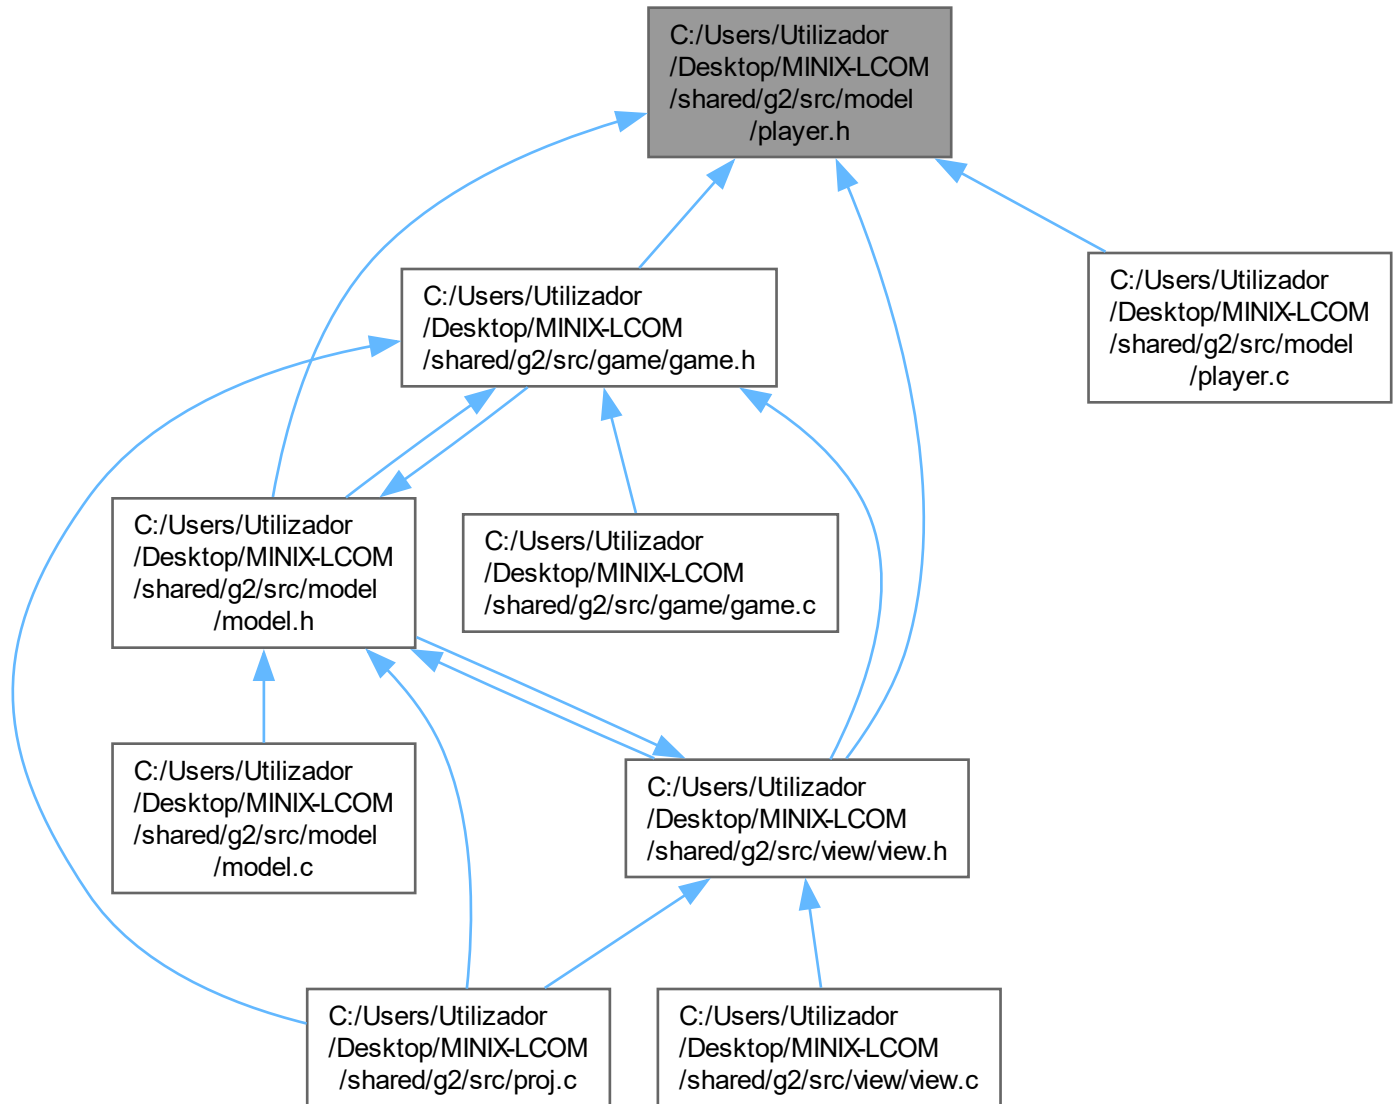 C:/Users/Utilizador
/Desktop/MINIX-LCOM
/shared/g2/src/model
/player.h
C:/Users/Utilizador
/Desktop/MINIX-LCOM
/shared/g2/src/game/game.h
C:/Users/Utilizador
/Desktop/MINIX-LCOM
/shared/g2/src/model
/player.c
C:/Users/Utilizador
/Desktop/MINIX-LCOM
/shared/g2/src/model
/model.h
C:/Users/Utilizador
/Desktop/MINIX-LCOM
/shared/g2/src/game/game.c
C:/Users/Utilizador
/Desktop/MINIX-LCOM
/shared/g2/src/model
/model.c
C:/Users/Utilizador
/Desktop/MINIX-LCOM
/shared/g2/src/view/view.h
C:/Users/Utilizador
/Desktop/MINIX-LCOM
/shared/g2/src/proj.c
C:/Users/Utilizador
/Desktop/MINIX-LCOM
/shared/g2/src/view/view.c